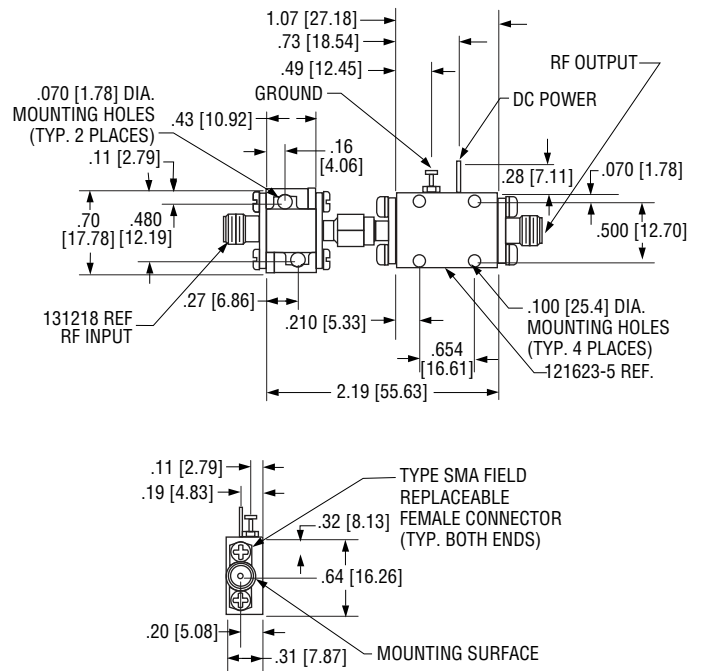 1.07 [27.18]
.73 [18.54]
.49 [12.45]
RF OUTPUT
GROUND
DC POWER
.070 [1.78] DIA.
MOUNTING HOLES
(TYP. 2 PLACES)
.43 [10.92]
.11 [2.79]
.16
[4.06]
.28 [7.11]
.070 [1.78]
.70
[17.78]
.480
[12.19]
.500 [12.70]
.27 [6.86]
131218 REF
RF INPUT
.210 [5.33]
.100 [25.4] DIA.
MOUNTING HOLES
(TYP. 4 PLACES)
.654
[16.61]
121623-5 REF.
2.19 [55.63]
.11 [2.79]
.19 [4.83]
TYPE SMA FIELD
REPLACEABLE
FEMALE CONNECTOR
(TYP. BOTH ENDS)
.32 [8.13]
.64 [16.26]
.20 [5.08]
MOUNTING SURFACE
.31 [7.87]